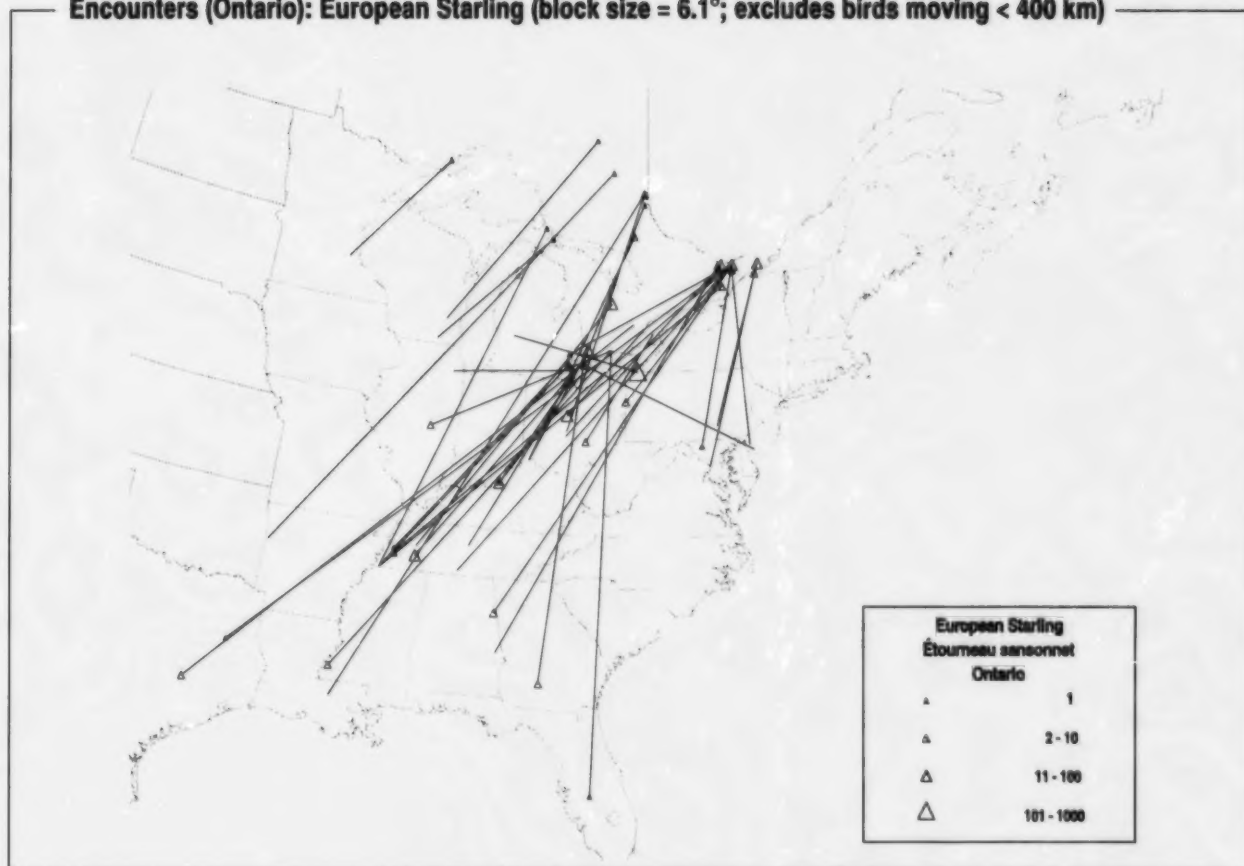 Encounters (Ontario): European Starling (block size = 6.1°; excludes birds moving < 400 km)
European Starling
Étourneau sansonnet
Ontario
1
2 - 10
11 - 100
101 - 1000